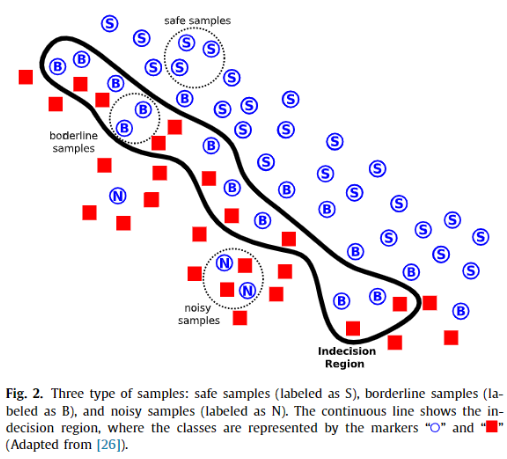 S
safe samples
S
S S
B B S S S
B
B S S S
B
B S S S
borderline
samples
B S S S
N B B S S
B B S
S S S
B S
N B S
N B B B
noisy
samples
Indecision
Region
Fig. 2. Three type of samples: safe samples (labeled as S), borderline samples (la-
beled as B), and noisy samples (labeled as N). The continuous line shows the in-
decision region, where the classes are represented by the markers “○” and “■”
(Adapted from [26]).